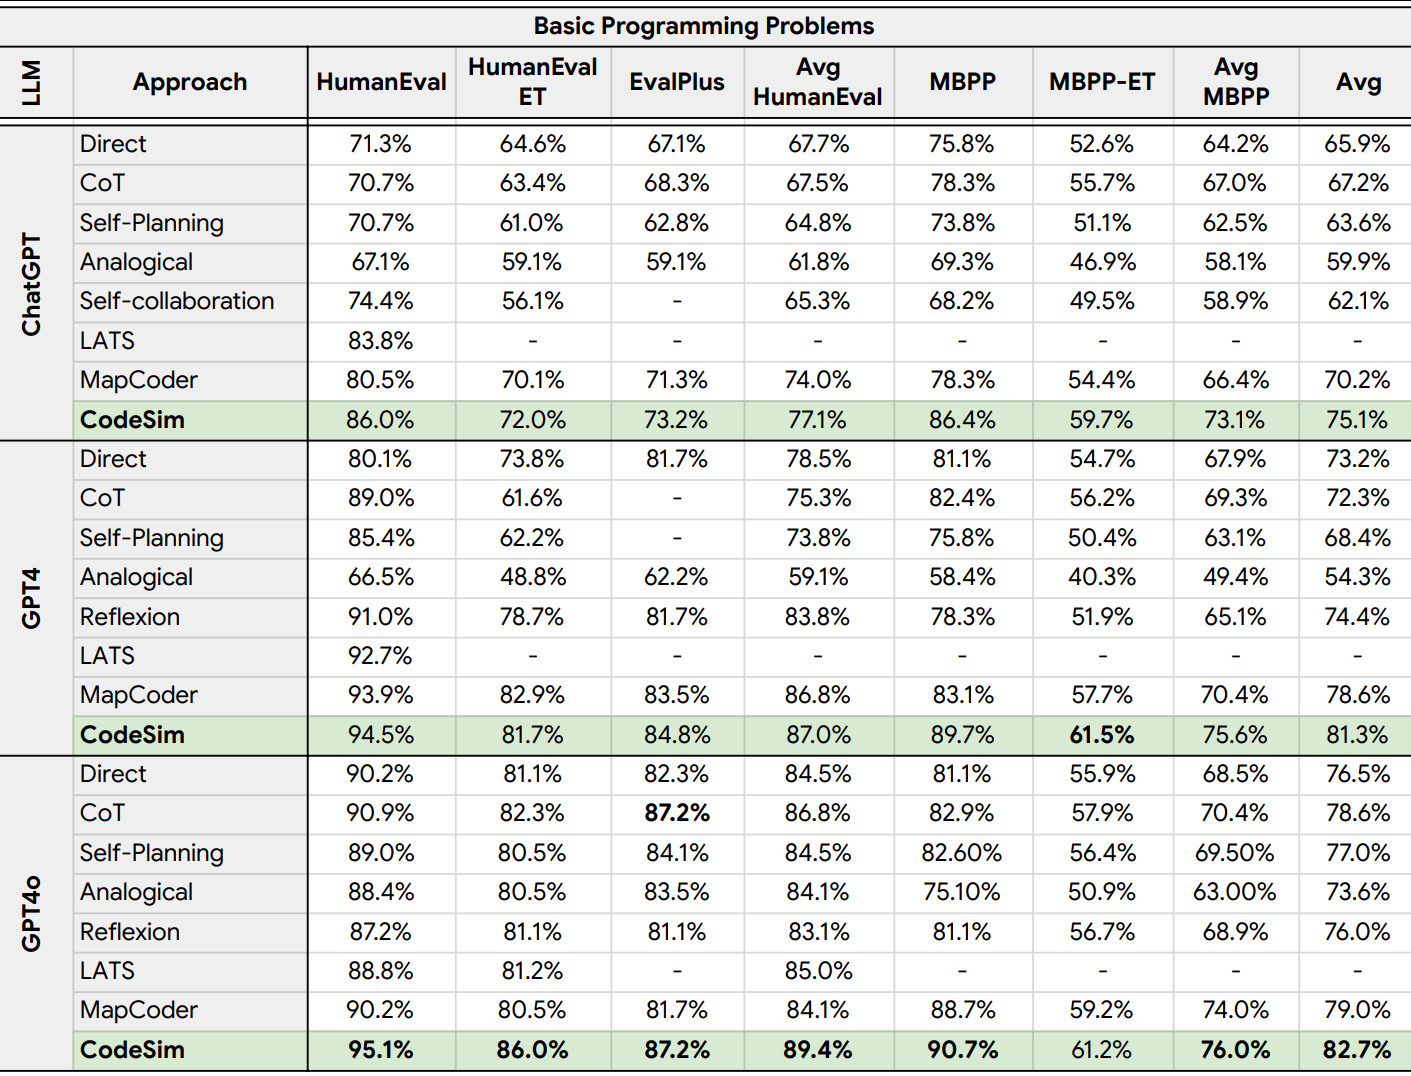 Basic Programming Problems
LLM Approach HumanEval HumanEval ET EvalPlus Avg HumanEval MBPP MBPP-ET Avg MBPP Avg
ChatGPT
Direct 71.3% 64.6% 67.1% 67.7% 75.8% 52.6% 64.2% 65.9%
CoT 70.7% 63.4% 68.3% 67.5% 78.3% 55.7% 67.0% 67.2%
Self-Planning 70.7% 61.0% 62.8% 64.8% 73.8% 51.1% 62.5% 63.6%
Analogical 67.1% 59.1% 59.1% 61.8% 69.3% 46.9% 58.1% 59.9%
Self-collaboration 74.4% 56.1% - 65.3% 68.2% 49.5% 58.9% 62.1%
LATS 83.8% - - - - - - -
MapCoder 80.5% 70.1% 71.3% 74.0% 78.3% 54.4% 66.4% 70.2%
CodeSim 86.0% 72.0% 73.2% 77.1% 86.4% 59.7% 73.1% 75.1%
GPT4
Direct 80.1% 73.8% 81.7% 78.5% 81.1% 54.7% 67.9% 73.2%
CoT 89.0% 61.6% - 75.3% 82.4% 56.2% 69.3% 72.3%
Self-Planning 85.4% 62.2% - 73.8% 75.8% 50.4% 63.1% 68.4%
Analogical 66.5% 48.8% 62.2% 59.1% 58.4% 40.3% 49.4% 54.3%
Reflexion 91.0% 78.7% 81.7% 83.8% 78.3% 51.9% 65.1% 74.4%
LATS 92.7% - - - - - - -
MapCoder 93.9% 82.9% 83.5% 86.8% 83.1% 57.7% 70.4% 78.6%
CodeSim 94.5% 81.7% 84.8% 87.0% 89.7% 61.5% 75.6% 81.3%
GPT4o
Direct 90.2% 81.1% 82.3% 84.5% 81.1% 55.9% 68.5% 76.5%
CoT 90.9% 82.3% 87.2% 86.8% 82.9% 57.9% 70.4% 78.6%
Self-Planning 89.0% 80.5% 84.1% 84.5% 82.60% 56.4% 69.50% 77.0%
Analogical 88.4% 80.5% 83.5% 84.1% 75.10% 50.9% 63.00% 73.6%
Reflexion 87.2% 81.1% 81.1% 83.1% 81.1% 56.7% 68.9% 76.0%
LATS 88.8% 81.2% - 85.0% - - - -
MapCoder 90.2% 80.5% 81.7% 84.1% 88.7% 59.2% 74.0% 79.0%
CodeSim 95.1% 86.0% 87.2% 89.4% 90.7% 61.2% 76.0% 82.7%